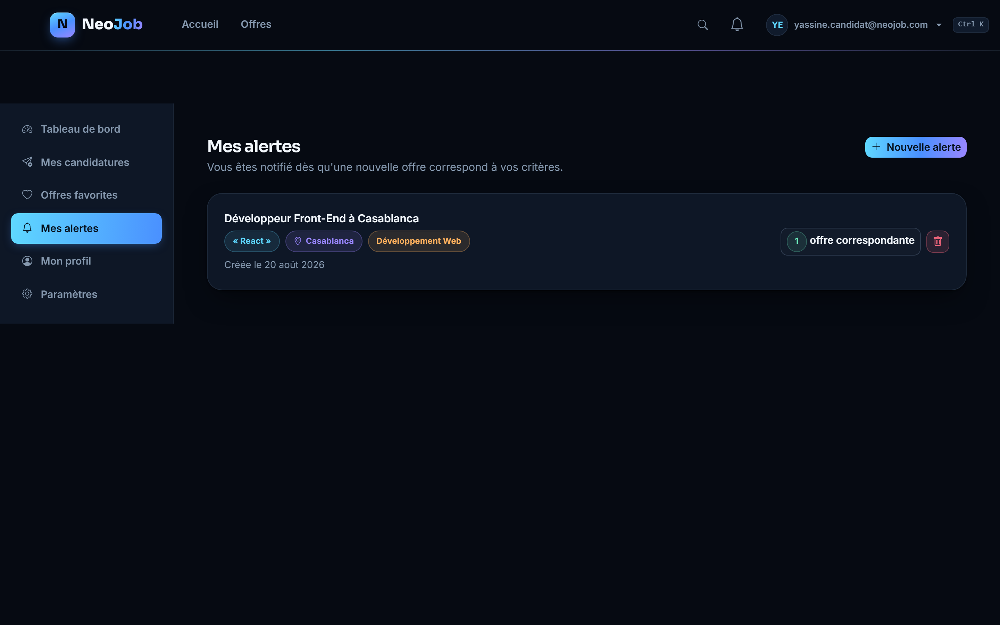 N NeoJob Accueil Offres YE yassine.candidat@neojob.com Ctrl K
Tableau de bord
Mes candidatures
Offres favorites
Mes alertes
Mon profil
Paramètres
Mes alertes
Nouvelle alerte
Vous êtes notifié dès qu'une nouvelle offre correspond à vos critères.
Développeur Front-End à Casablanca
« React » Casablanca Développement Web
1 offre correspondante
Créée le 20 août 2026